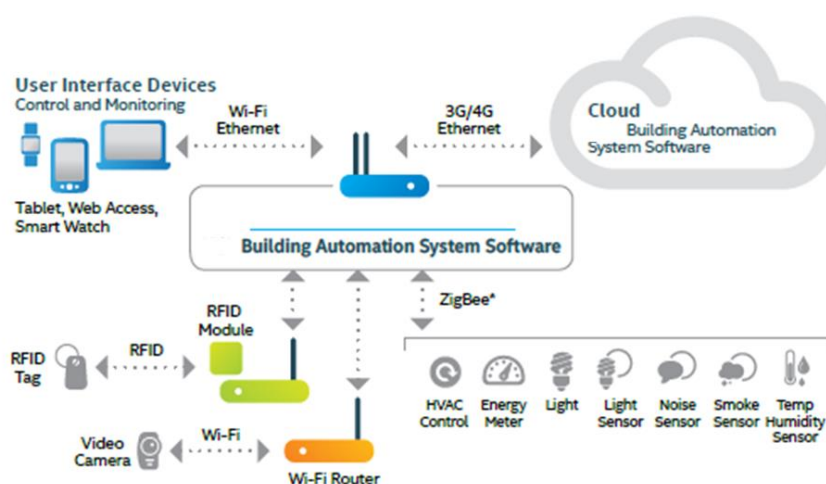 User Interface Devices
Control and Monitoring
Tablet, Web Access,
Smart Watch
Wi-Fi
Ethernet
3G/4G
Ethernet
Cloud
Building Automation
System Software
Building Automation System Software
ZigBee*
RFID
Module
RFID
Tag
RFID
Video
Camera
Wi-Fi
Wi-Fi Router
HVAC
Control
Energy
Meter
Light
Light
Sensor
Noise
Sensor
Smoke
Sensor
Temp
Humidity
Sensor